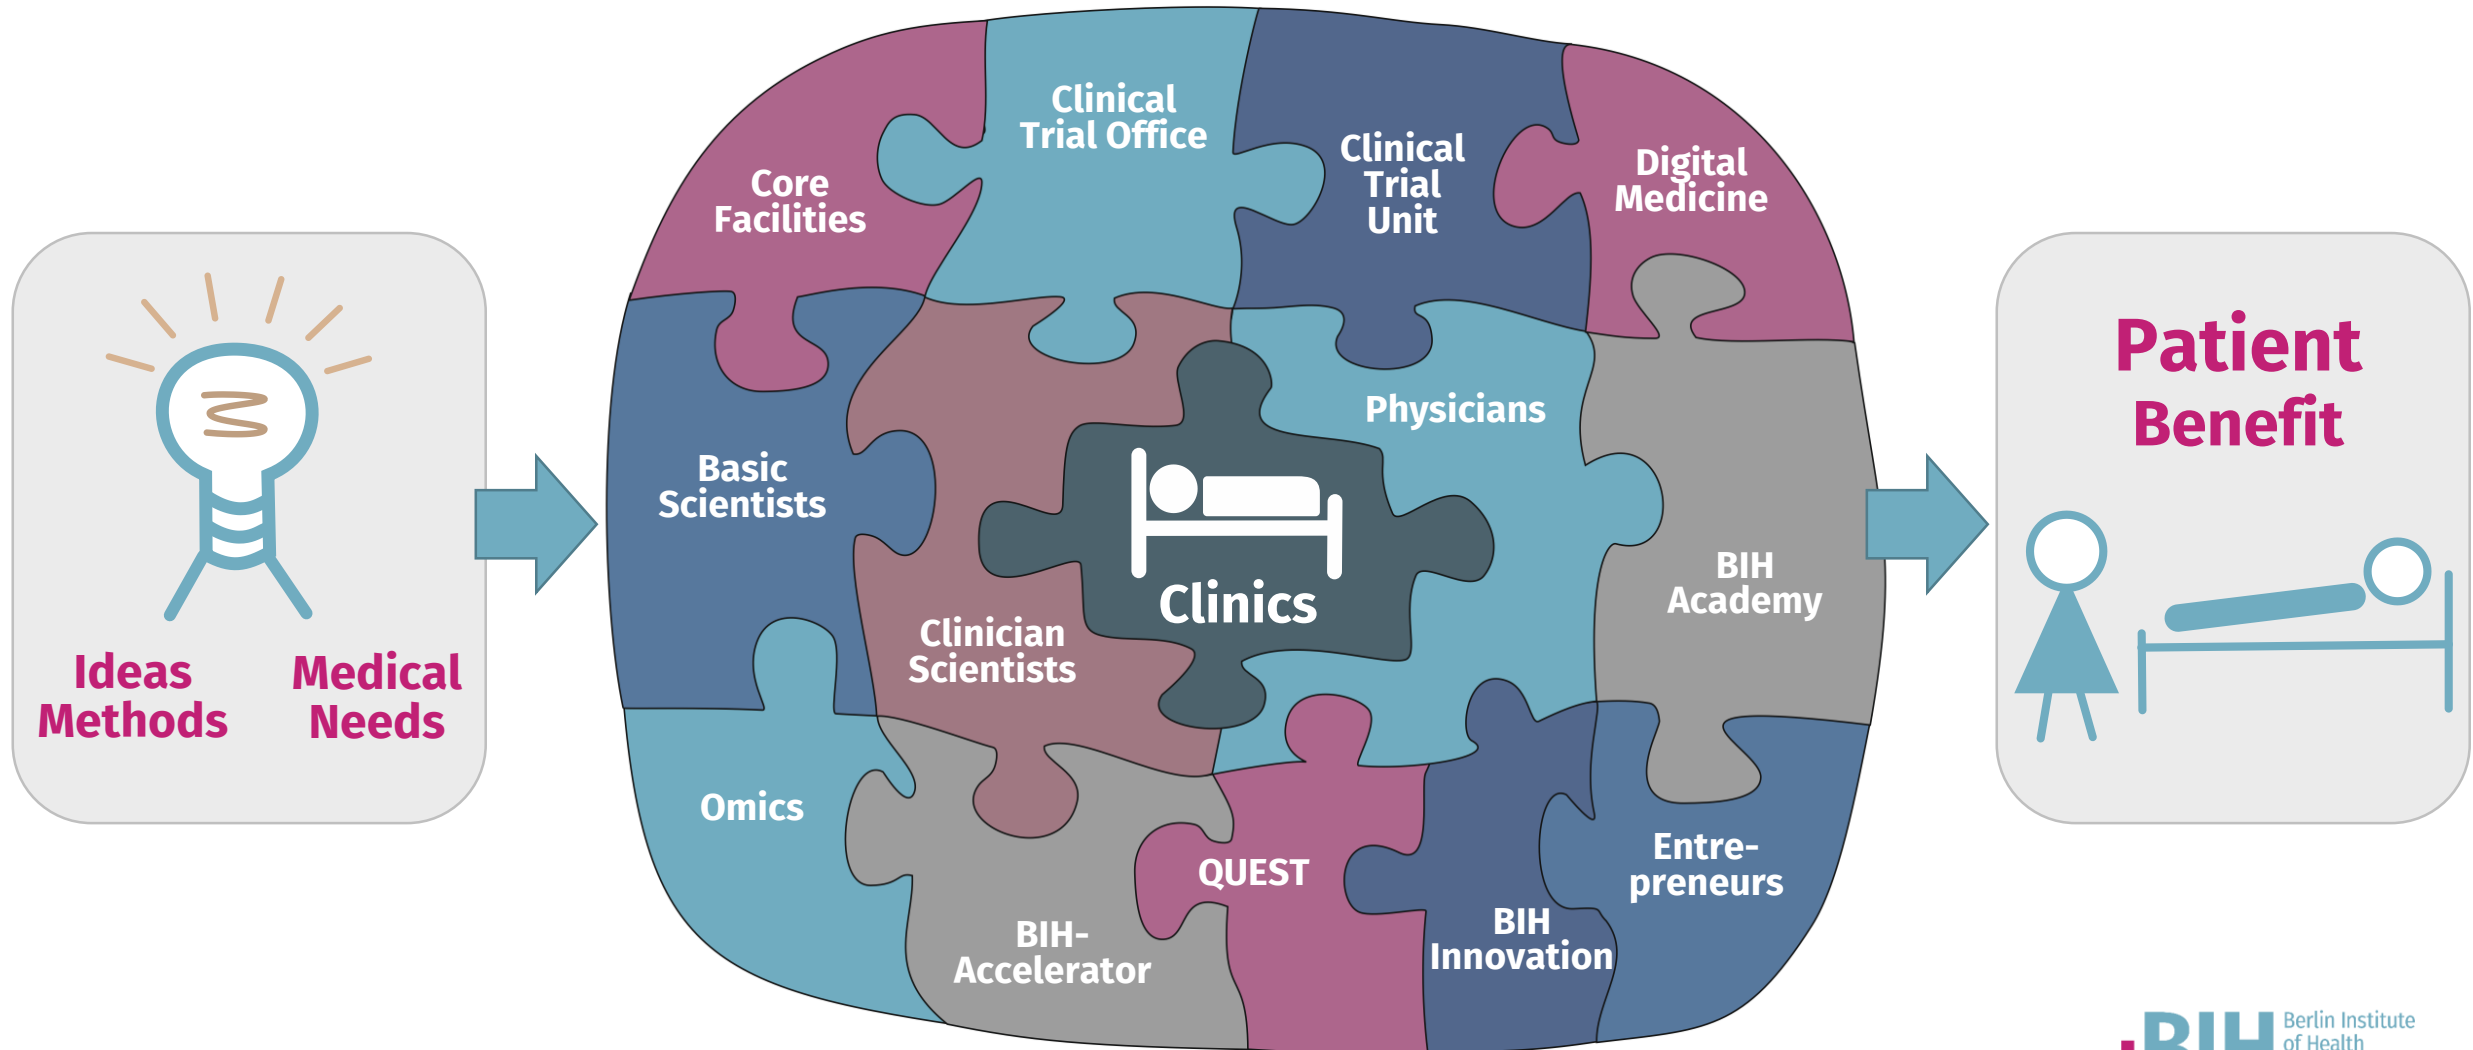 Ideas
Methods
Medical
Needs
Core
Facilities
Clinical
Trial Office
Clinical
Trial
Unit
Digital
Medicine
Basic
Scientists
Physicians
Clinics
Clinician
Scientists
BIH
Academy
Omics
BIH-
Accelerator
QUEST
BIH
Innovation
Entre-
preneurs
Patient
Benefit
BIH
Berlin Institute
of Health